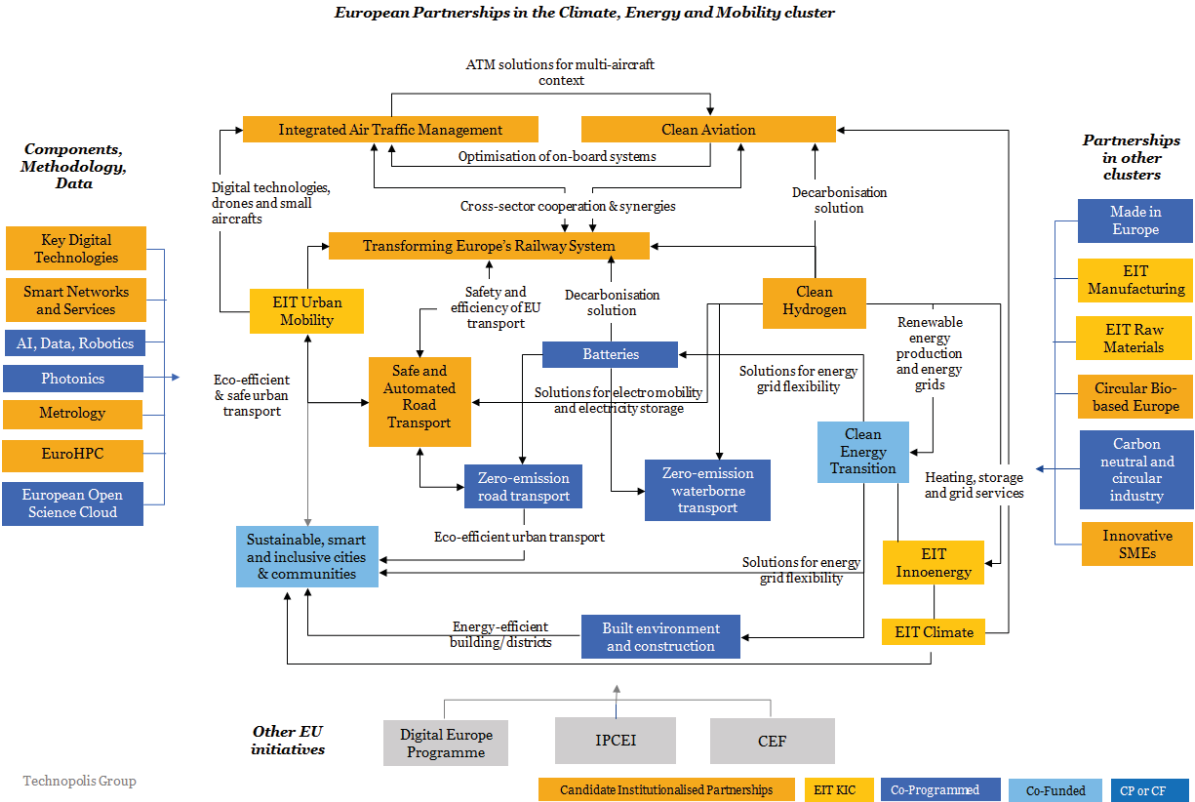 European Partnerships in the Climate, Energy and Mobility cluster
ATM solutions for multi-aircraft
context
Integrated Air Traffic Management
Clean Aviation
Optimisation of on-board systems
Components,
Methodology,
Data
Partnerships
in other
clusters
Digital technologies,
drones and small
aircrafts
Cross-sector cooperation & synergies
Decarbonisation
solution
Key Digital
Technologies
Smart Networks
and Services
AI, Data, Robotics
Photonics
Metrology
EuroHPC
European Open
Science Cloud
Transforming Europe's Railway System
EIT Urban
Mobility
Safety and
efficiency of EU
transport
Decarbonisation
solution
Clean
Hydrogen
Renewable
energy
production
and energy
grids
Made in
Europe
EIT
Manufacturing
EIT Raw
Materials
Circular Bio-
based Europe
Carbon
neutral and
circular
industry
Innovative
SMEs
Batteries
Eco-efficient
& safe urban
transport
Safe and
Automated
Road
Transport
Solutions for electromobility
and electricity storage
Solutions for energy
grid flexibility
Clean
Energy
Transition
Zero-emission
road transport
Zero-emission
waterborne
transport
Heating, storage
and grid services
Sustainable, smart
and inclusive cities
& communities
Eco-efficient urban transport
Solutions for energy
grid flexibility
EIT
Innoenergy
Energy-efficient
building/districts
Built environment
and construction
EIT Climate
Other EU
initiatives
Digital Europe
Programme
IPCEI
CEF
Technopolis Group
Candidate Institutionalised Partnerships
EIT KIC
Co-Programmed
Co-Funded
CP or CF